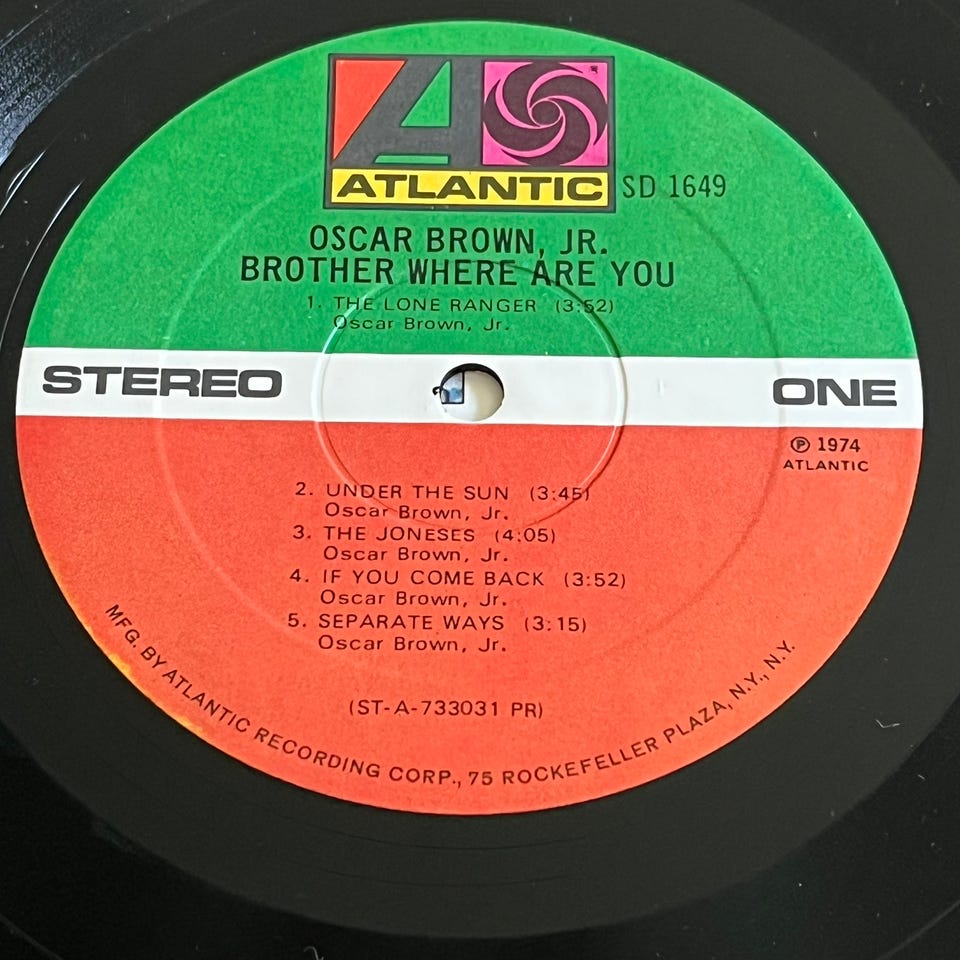 ATLANTIC SD 1649
OSCAR BROWN, JR.
BROTHER WHERE ARE YOU
1. THE LONE RANGER (3:52)
Oscar Brown, Jr.
STEREO ONE
℗ 1974
ATLANTIC
2. UNDER THE SUN (3:45)
Oscar Brown, Jr.
3. THE JONESES (4:05)
Oscar Brown, Jr.
4. IF YOU COME BACK (3:52)
Oscar Brown, Jr.
5. SEPARATE WAYS (3:15)
Oscar Brown, Jr.
(ST-A-733031 PR)
MFG. BY ATLANTIC RECORDING CORP., 75 ROCKEFELLER PLAZA, N.Y., N.Y.